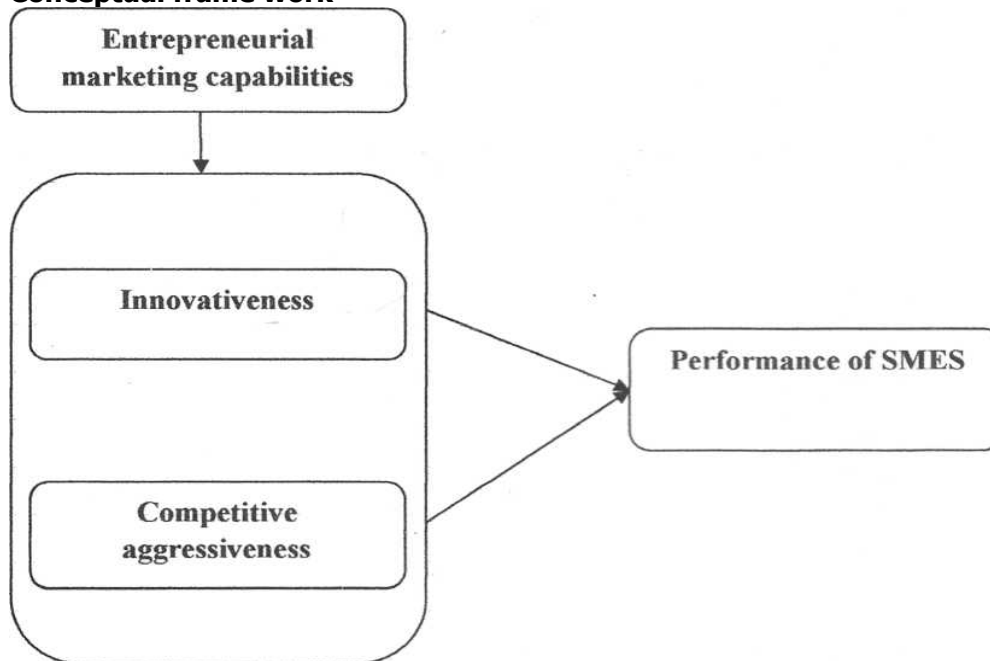 Conceptual frame work
Entrepreneurial
marketing capabilities
Innovativeness
Performance of SMES
Competitive
aggressiveness